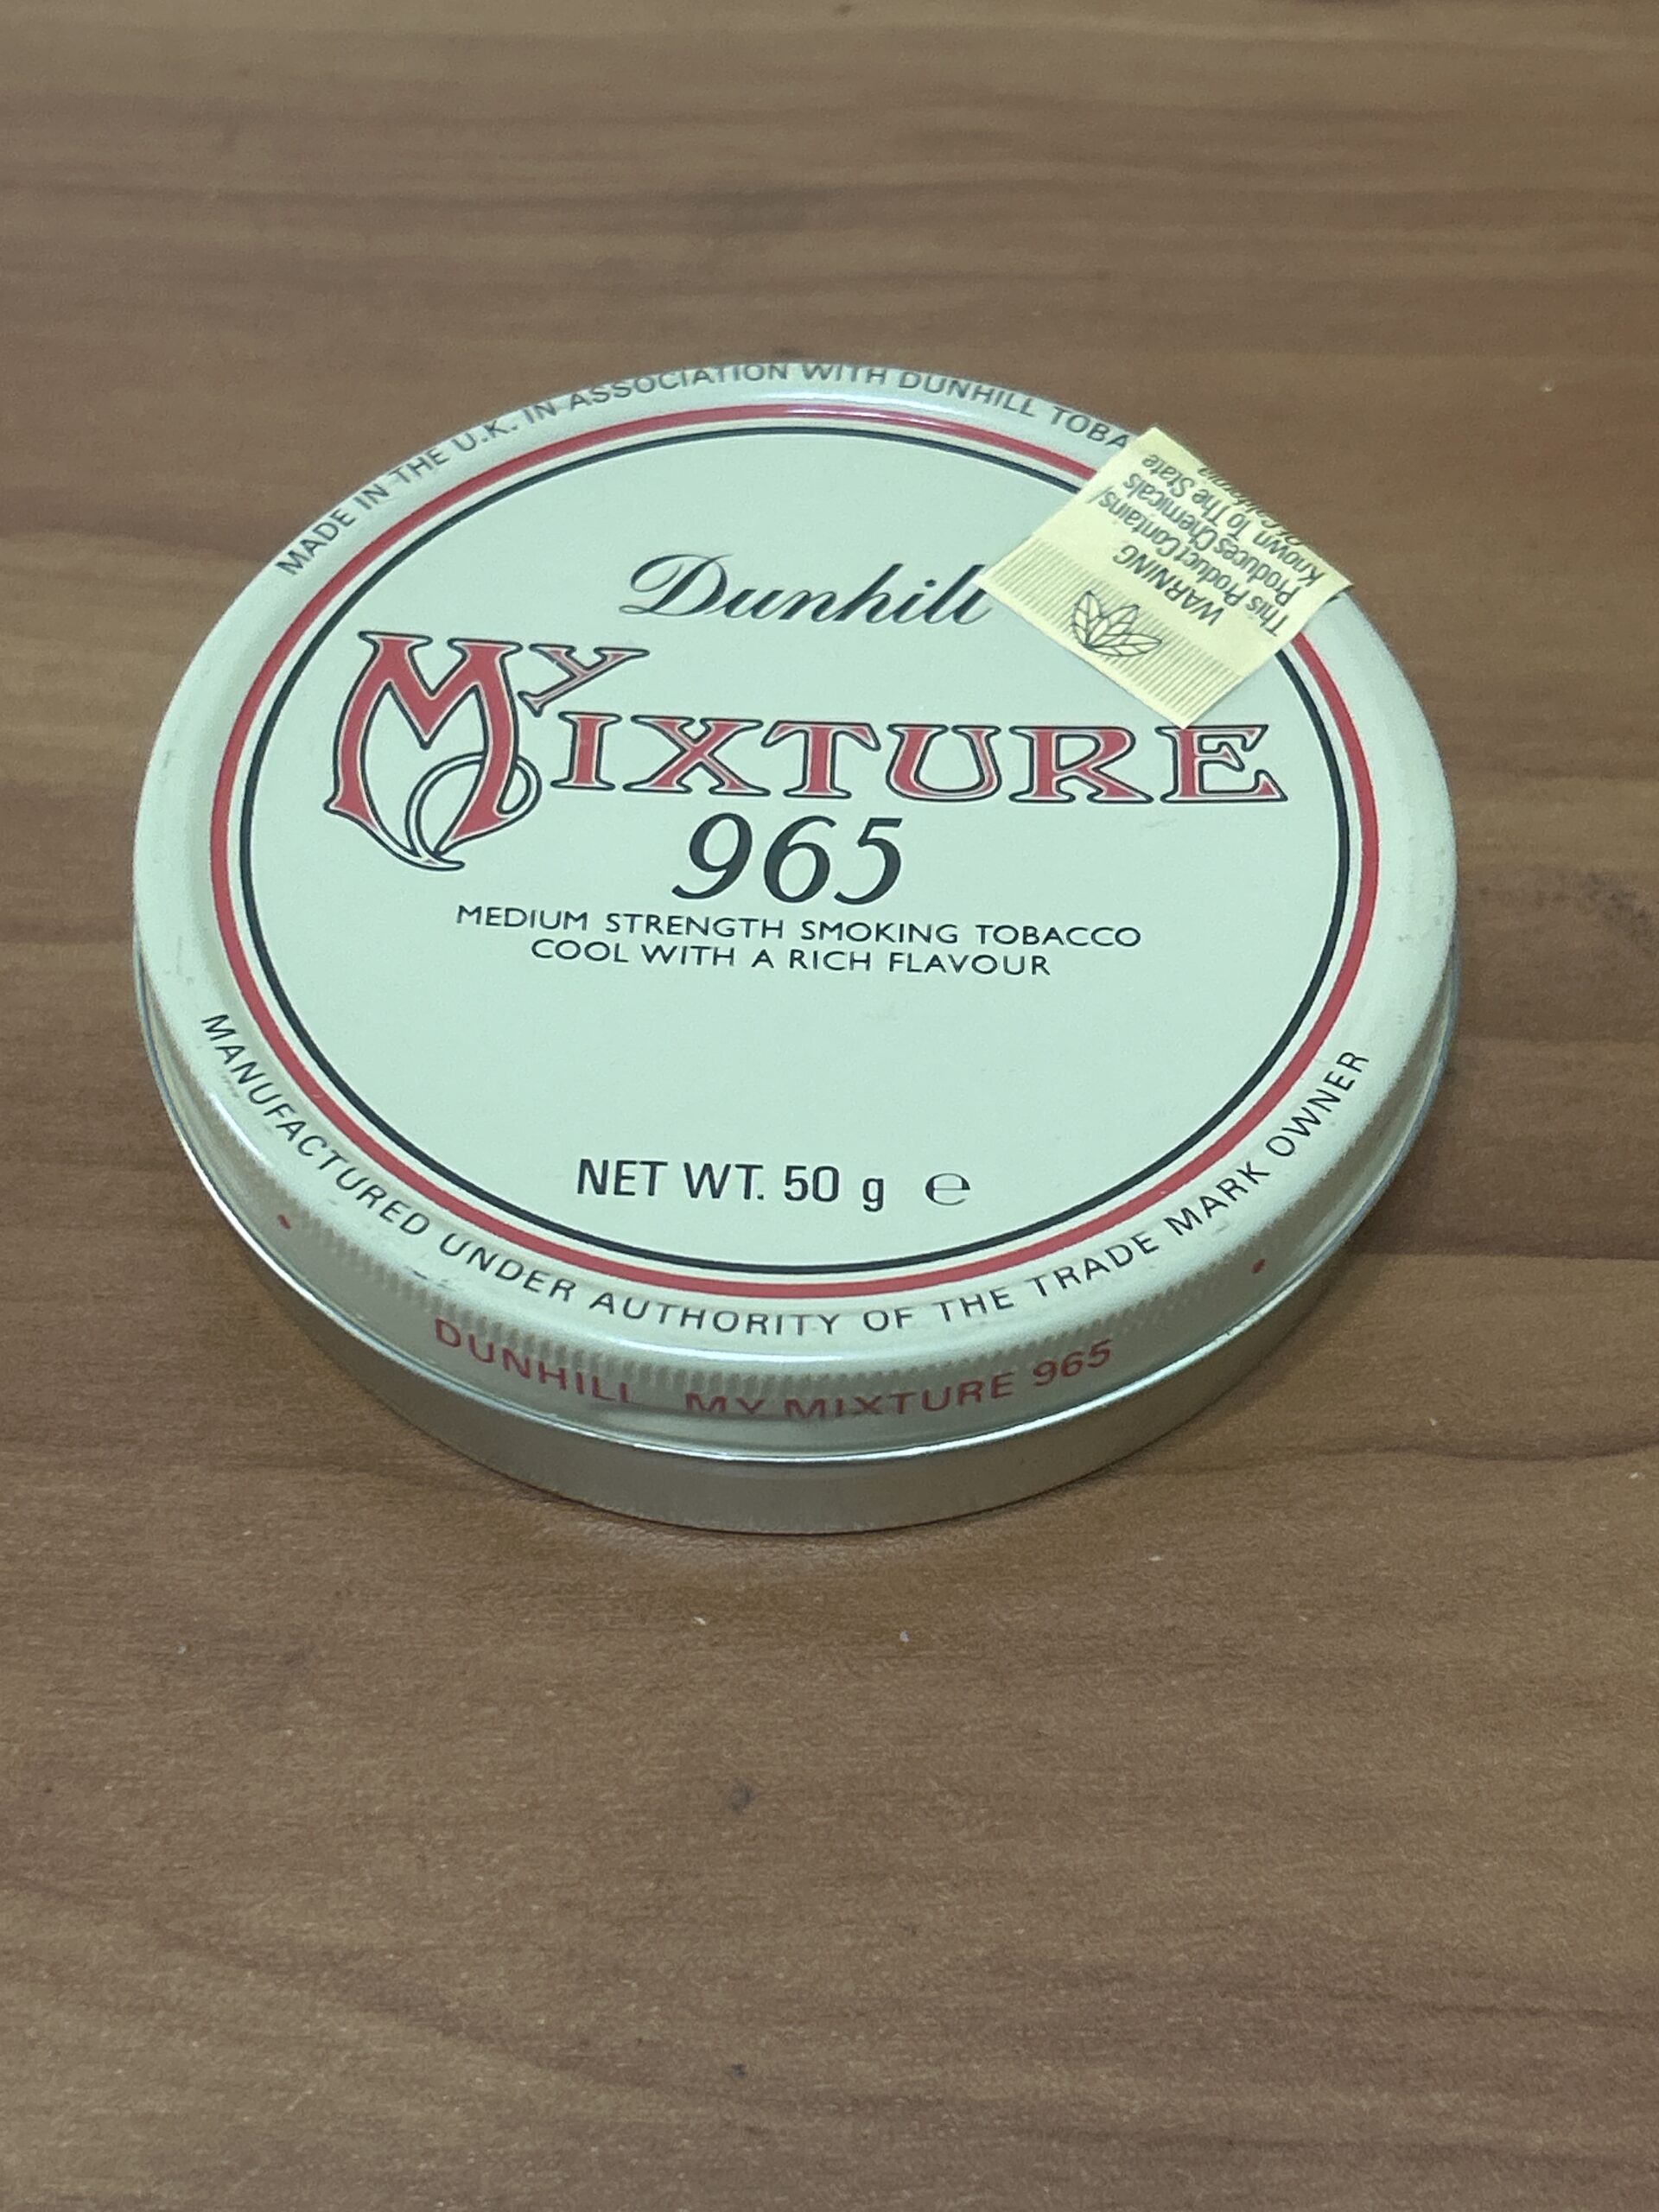 MADE IN THE U.K. IN ASSOCIATION WITH DUNHILL TOBA
Dunhill
MY MIXTURE
965
MEDIUM STRENGTH SMOKING TOBACCO
COOL WITH A RICH FLAVOUR
NET WT. 50 g ℮
MANUFACTURED UNDER AUTHORITY OF THE TRADE MARK OWNER
DUNHILL MY MIXTURE 965
WARNING
This Product Contains/
Produces Chemicals
Known To The State
Of California